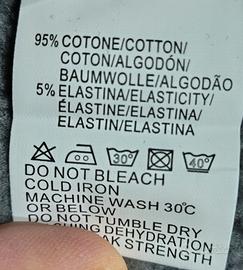 95% COTONE/COTTON/
COTON/ALGODÓN/
BAUMWOLLE/ALGODÃO
5% ELASTINA/ELASTICITY/
ÉLASTINE/ELASTINA/
ELASTIN/ELASTINA
30° 40°
DO NOT BLEACH
COLD IRON
MACHINE WASH 30℃
OR BELOW
DO NOT TUMBLE DRY
DEHYDRATION
STRENGTH